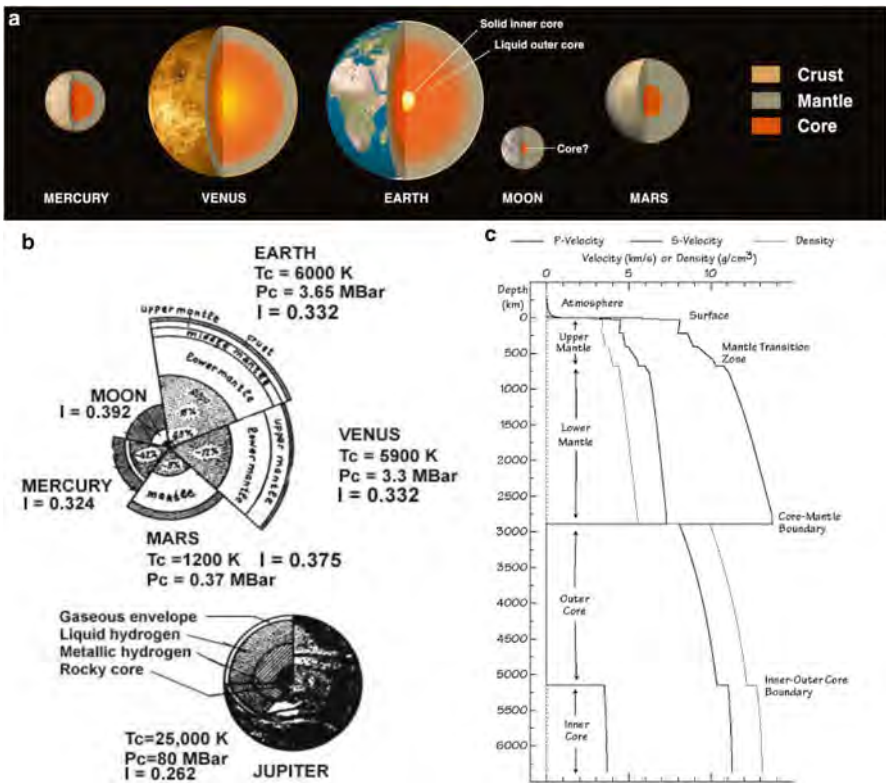 a
Solid inner core
Liquid outer core
Core?
Crust
Mantle
Core
MERCURY
VENUS
EARTH
MOON
MARS
b
EARTH
Tc = 6000 K
Pc = 3.65 MBar
I = 0.332
upper mantle
crust
middle mantle
lower mantle
MOON
I = 0.392
MERCURY
I = 0.324
lower mantle
upper mantle
VENUS
Tc = 5900 K
Pc = 3.3 MBar
I = 0.332
mantle
MARS
Tc =1200 K I = 0.375
Pc = 0.37 MBar
Gaseous envelope
Liquid hydrogen
Metallic hydrogen
Rocky core
Tc=25,000 K
Pc=80 MBar
I = 0.262
JUPITER
c
P-Velocity S-Velocity Density
Velocity (km/s) or Density (g/cm³)
0 5 10
Depth
(km)
Atmosphere
Surface
0
Upper
Mantle
Mantle Transition
Zone
500
1000
1500
Lower
Mantle
2000
2500
Core-Mantle
Boundary
3000
3500
Outer
Core
4000
4500
5000
Inner-Outer Core
Boundary
5500
Inner
Core
6000